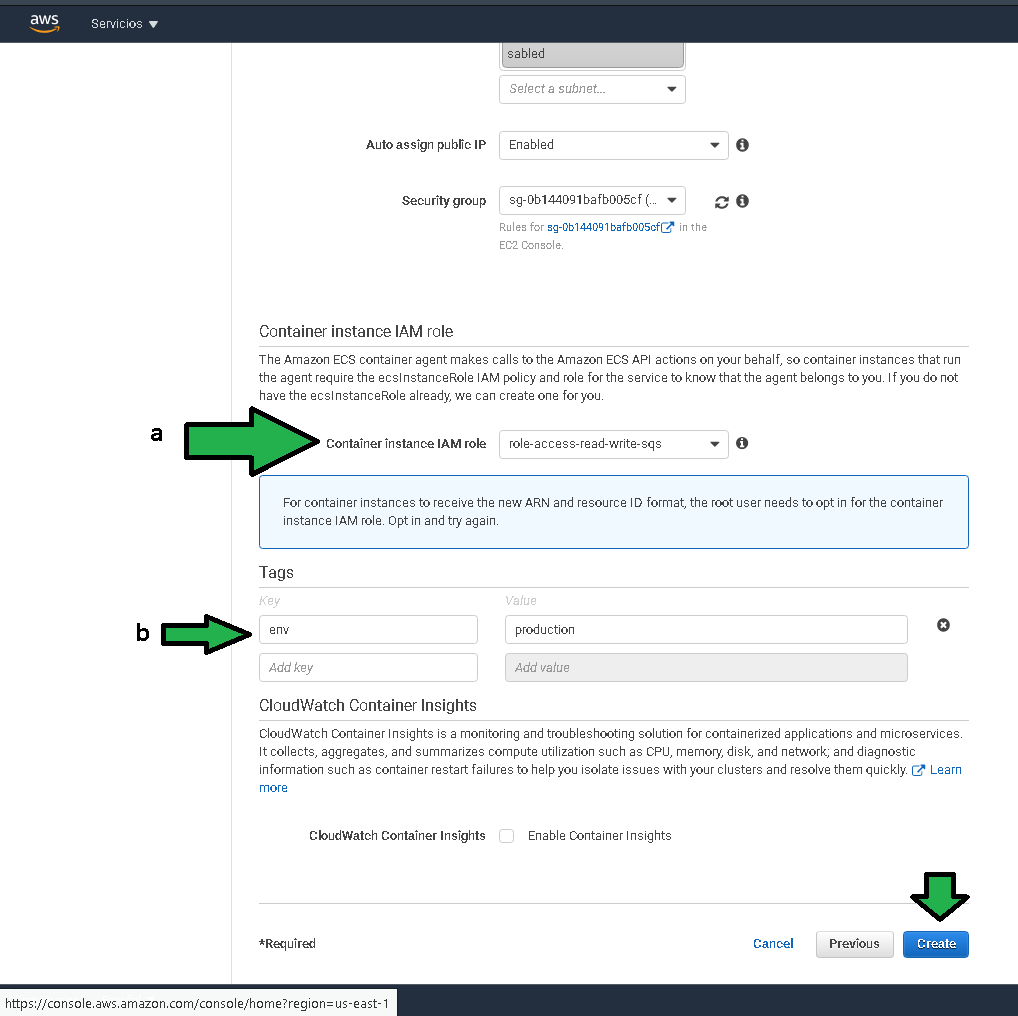 aws Servicios
sabled
Select a subnet...
Auto assign public IP Enabled
Security group sg-0b144091bafb005cf (...
Rules for sg-0b144091bafb005cf in the
EC2 Console.
Container instance IAM role
The Amazon ECS container agent makes calls to the Amazon ECS API actions on your behalf, so container instances that run
the agent require the ecsInstanceRole IAM policy and role for the service to know that the agent belongs to you. If you do not
have the ecsInstanceRole already, we can create one for you.
a Container instance IAM role role-access-read-write-sqs
For container instances to receive the new ARN and resource ID format, the root user needs to opt in for the container
instance IAM role. Opt in and try again.
Tags
Key Value
b env production
Add key Add value
CloudWatch Container Insights
CloudWatch Container Insights is a monitoring and troubleshooting solution for containerized applications and microservices.
It collects, aggregates, and summarizes compute utilization such as CPU, memory, disk, and network; and diagnostic
information such as container restart failures to help you isolate issues with your clusters and resolve them quickly. Learn
more
CloudWatch Container Insights Enable Container Insights
*Required Cancel Previous Create
https://console.aws.amazon.com/console/home?region=us-east-1